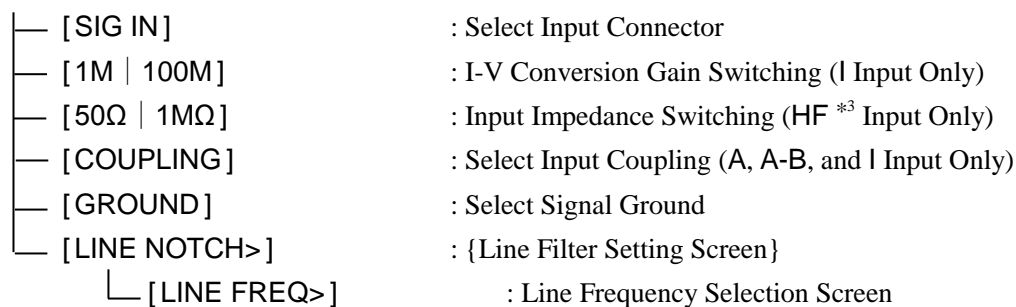 [SIG IN] : Select Input Connector
[1M｜100M] : I-V Conversion Gain Switching (I Input Only)
[50Ω｜1MΩ] : Input Impedance Switching (HF *3 Input Only)
[COUPLING] : Select Input Coupling (A, A-B, and I Input Only)
[GROUND] : Select Signal Ground
[LINE NOTCH>] : {Line Filter Setting Screen}
[LINE FREQ>] : Line Frequency Selection Screen